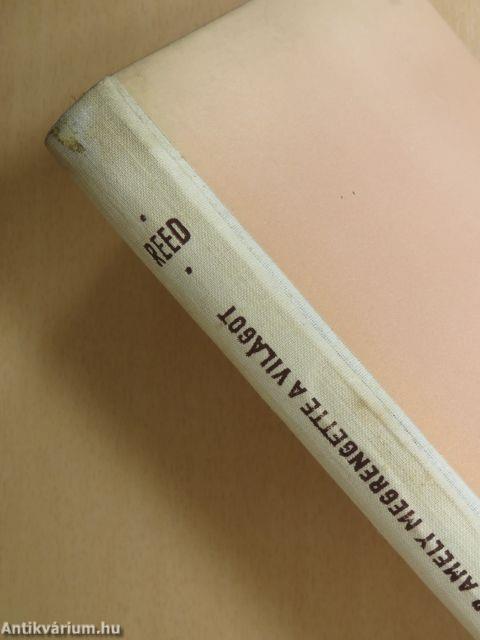 · REED ·
AMELY MEGRENGETTE A VILÁGOT
Antikvárium.hu